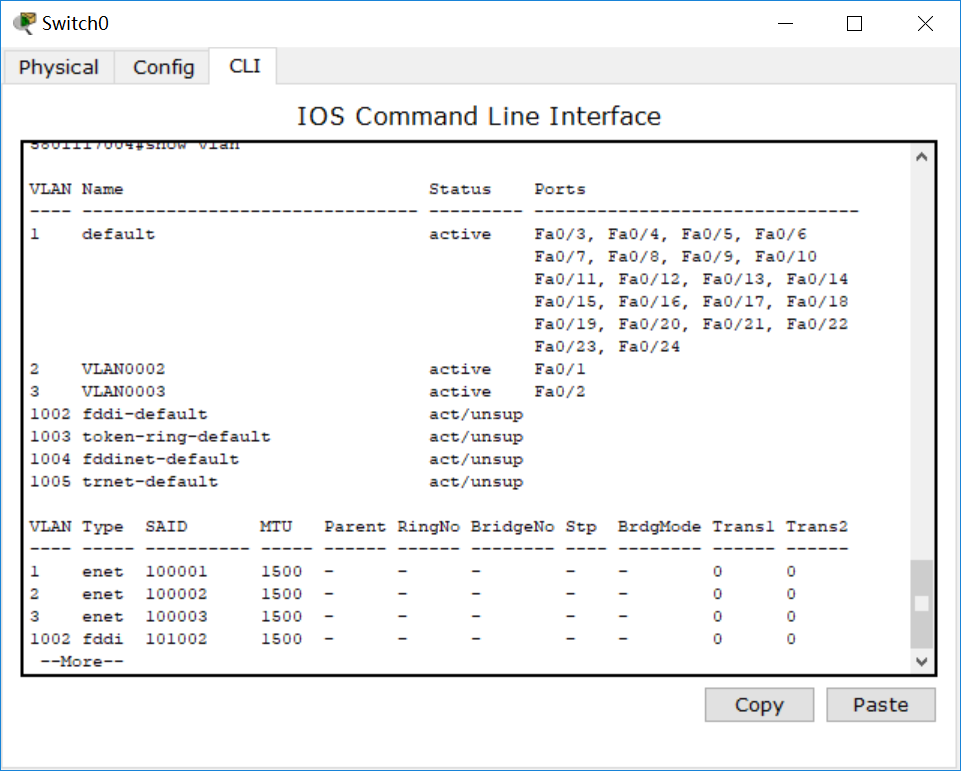 Switch0
Physical Config CLI
IOS Command Line Interface
5801117004#show vlan
VLAN Name                             Status    Ports
---- -------------------------------- --------- -------------------------------
1    default                          active    Fa0/3, Fa0/4, Fa0/5, Fa0/6
                                                Fa0/7, Fa0/8, Fa0/9, Fa0/10
                                                Fa0/11, Fa0/12, Fa0/13, Fa0/14
                                                Fa0/15, Fa0/16, Fa0/17, Fa0/18
                                                Fa0/19, Fa0/20, Fa0/21, Fa0/22
                                                Fa0/23, Fa0/24
2    VLAN0002                         active    Fa0/1
3    VLAN0003                         active    Fa0/2
1002 fddi-default                     act/unsup
1003 token-ring-default               act/unsup
1004 fddinet-default                  act/unsup
1005 trnet-default                    act/unsup
VLAN Type  SAID       MTU   Parent RingNo BridgeNo Stp  BrdgMode Trans1 Trans2
---- ----- ---------- ----- ------ ------ -------- ---- -------- ------ ------
1    enet  100001     1500  -      -      -        -    -        0      0
2    enet  100002     1500  -      -      -        -    -        0      0
3    enet  100003     1500  -      -      -        -    -        0      0
1002 fddi  101002     1500  -      -      -        -    -        0      0
 --More--
Copy Paste